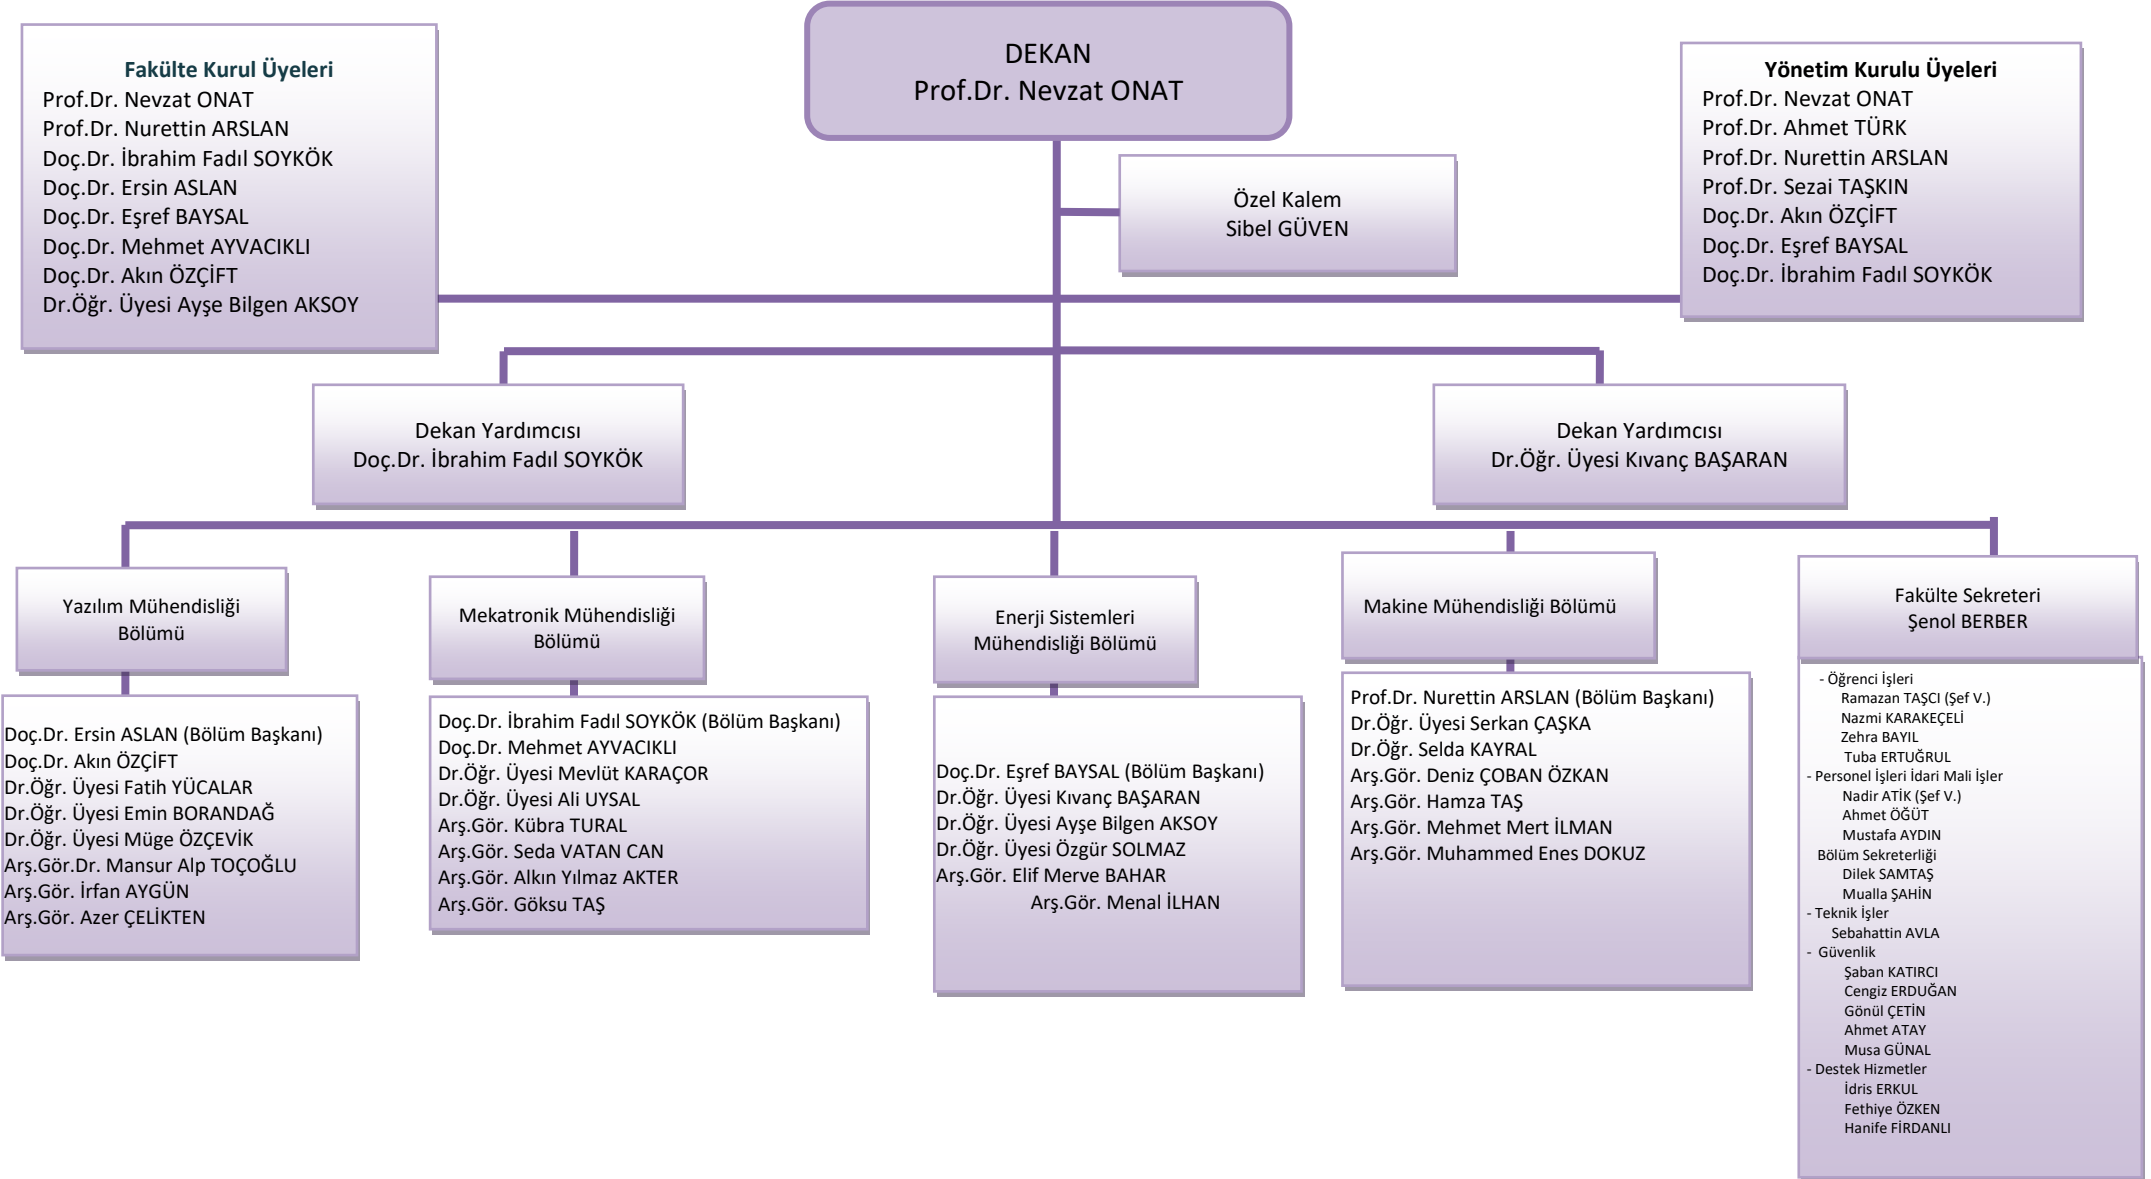 Fakülte Kurul Üyeleri
Prof.Dr. Nevzat ONAT
Prof.Dr. Nurettin ARSLAN
Doç.Dr. İbrahim Fadıl SOYKÖK
Doç.Dr. Ersin ASLAN
Doç.Dr. Eşref BAYSAL
Doç.Dr. Mehmet AYVACIKLI
Doç.Dr. Akın ÖZÇİFT
Dr.Öğr. Üyesi Ayşe Bilgen AKSOY
DEKAN
Prof.Dr. Nevzat ONAT
Yönetim Kurulu Üyeleri
Prof.Dr. Nevzat ONAT
Prof.Dr. Ahmet TÜRK
Prof.Dr. Nurettin ARSLAN
Prof.Dr. Sezai TAŞKIN
Doç.Dr. Akın ÖZÇİFT
Doç.Dr. Eşref BAYSAL
Doç.Dr. İbrahim Fadıl SOYKÖK
Özel Kalem
Sibel GÜVEN
Dekan Yardımcısı
Doç.Dr. İbrahim Fadıl SOYKÖK
Dekan Yardımcısı
Dr.Öğr. Üyesi Kıvanç BAŞARAN
Yazılım Mühendisliği
Bölümü
Doç.Dr. Ersin ASLAN (Bölüm Başkanı)
Doç.Dr. Akın ÖZÇİFT
Dr.Öğr. Üyesi Fatih YÜCALAR
Dr.Öğr. Üyesi Emin BORANDAĞ
Dr.Öğr. Üyesi Müge ÖZÇEVİK
Arş.Gör.Dr. Mansur Alp TOÇOĞLU
Arş.Gör. İrfan AYGÜN
Arş.Gör. Azer ÇELİKTEN
Mekatronik Mühendisliği
Bölümü
Doç.Dr. İbrahim Fadıl SOYKÖK (Bölüm Başkanı)
Doç.Dr. Mehmet AYVACIKLI
Dr.Öğr. Üyesi Mevlüt KARAÇOR
Dr.Öğr. Üyesi Ali UYSAL
Arş.Gör. Kübra TURAL
Arş.Gör. Seda VATAN CAN
Arş.Gör. Alkın Yılmaz AKTER
Arş.Gör. Göksu TAŞ
Enerji Sistemleri
Mühendisliği Bölümü
Doç.Dr. Eşref BAYSAL (Bölüm Başkanı)
Dr.Öğr. Üyesi Kıvanç BAŞARAN
Dr.Öğr. Üyesi Ayşe Bilgen AKSOY
Dr.Öğr. Üyesi Özgür SOLMAZ
Arş.Gör. Elif Merve BAHAR
Arş.Gör. Menal İLHAN
Makine Mühendisliği Bölümü
Prof.Dr. Nurettin ARSLAN (Bölüm Başkanı)
Dr.Öğr. Üyesi Serkan ÇAŞKA
Dr.Öğr. Selda KAYRAL
Arş.Gör. Deniz ÇOBAN ÖZKAN
Arş.Gör. Hamza TAŞ
Arş.Gör. Mehmet Mert İLMAN
Arş.Gör. Muhammed Enes DOKUZ
Fakülte Sekreteri
Şenol BERBER
- Öğrenci İşleri
Ramazan TAŞCI (Şef V.)
Nazmi KARAKEÇELİ
Zehra BAYIL
Tuba ERTUĞRUL
- Personel İşleri İdari Mali İşler
Nadir ATİK (Şef V.)
Ahmet ÖĞÜT
Mustafa AYDIN
Bölüm Sekreterliği
Dilek SAMTAŞ
Mualla ŞAHİN
- Teknik İşler
Sebahattin AVLA
- Güvenlik
Şaban KATIRCI
Cengiz ERDUĞAN
Gönül ÇETİN
Ahmet ATAY
Musa GÜNAL
- Destek Hizmetler
İdris ERKUL
Fethiye ÖZKEN
Hanife FİRDANLI